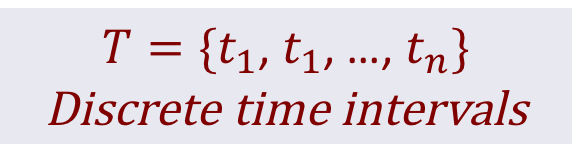 T = {t₁, t₁, ..., tₙ}
Discrete time intervals